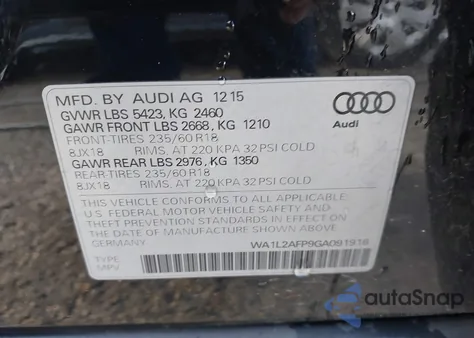 MFD. BY AUDI AG 12 15
GVWR LBS 5423, KG 2460
GAWR FRONT LBS 2668, KG 1210
FRONT-TIRES 235/60 R18
8JX18 RIMS, AT 220 KPA 32 PSI COLD
GAWR REAR LBS 2976, KG 1350
REAR-TIRES 235/60 R18
8JX18 RIMS, AT 220 KPA 32 PSI COLD
Audi
THIS VEHICLE CONFORMS TO ALL APPLICABLE
U.S. FEDERAL MOTOR VEHICLE SAFETY AND
THEFT PREVENTION STANDARDS IN EFFECT ON THE
DATE OF MANUFACTURE SHOWN ABOVE.
WA1L2AFP9GA091916
TYPE
MPV
autoSnap